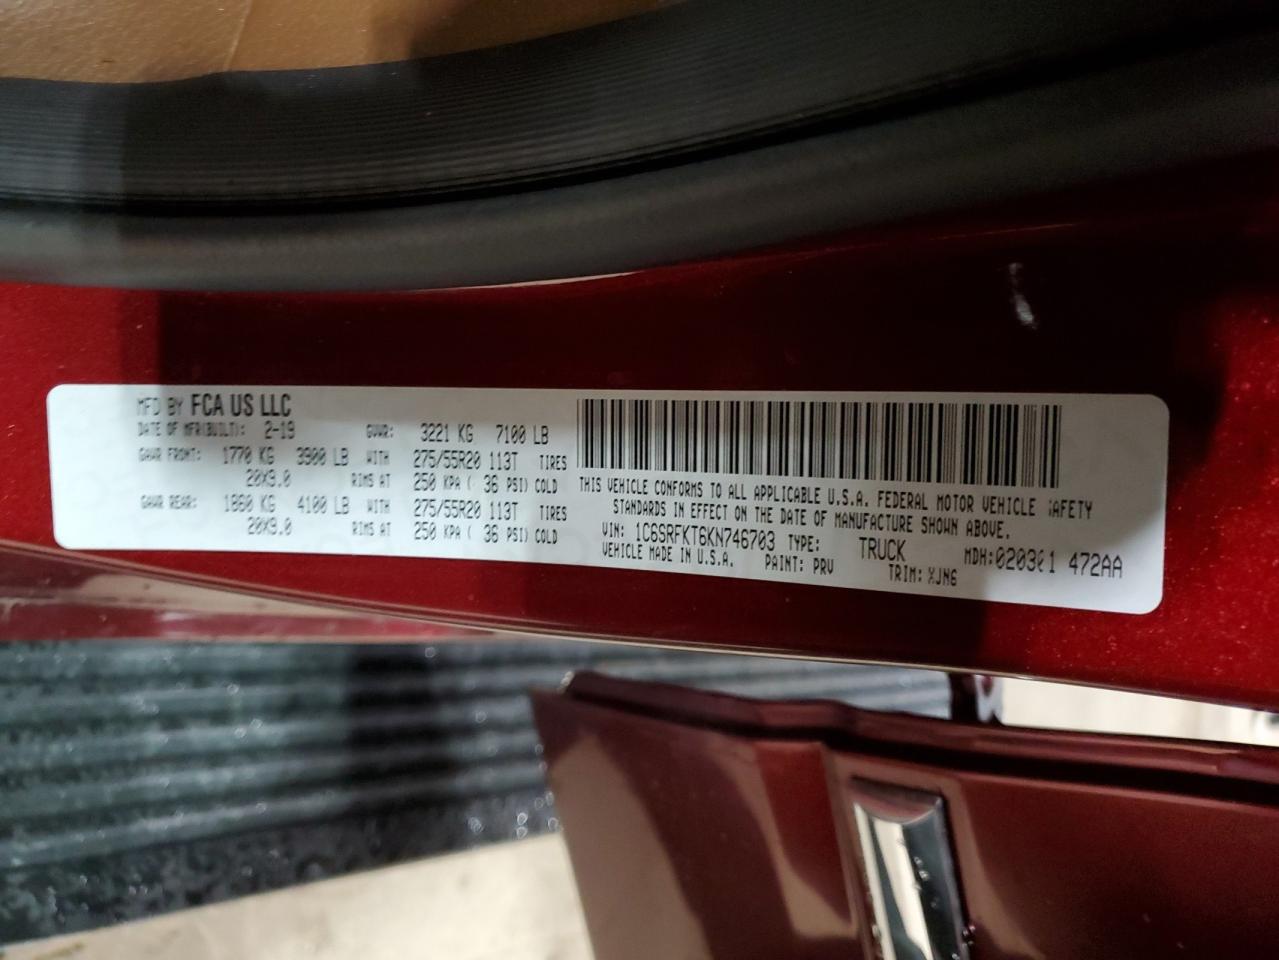 MFD BY FCA US LLC
DATE OF MFR(BUILT): 2-19 GVWR: 3221 KG 7100 LB
GAWR FRONT: 1770 KG 3900 LB WITH 275/55R20 113T TIRES
20X9.0 RIMS AT 250 KPA ( 36 PSI) COLD
GAWR REAR: 1860 KG 4100 LB WITH 275/55R20 113T TIRES
20X9.0 RIMS AT 250 KPA ( 36 PSI) COLD
THIS VEHICLE CONFORMS TO ALL APPLICABLE U.S.A. FEDERAL MOTOR VEHICLE SAFETY
STANDARDS IN EFFECT ON THE DATE OF MANUFACTURE SHOWN ABOVE.
VIN: 1C6SRFKT6KN746703 TYPE: TRUCK MDH:020301 472AA
VEHICLE MADE IN U.S.A. PAINT: PRV TRIM: XJN6